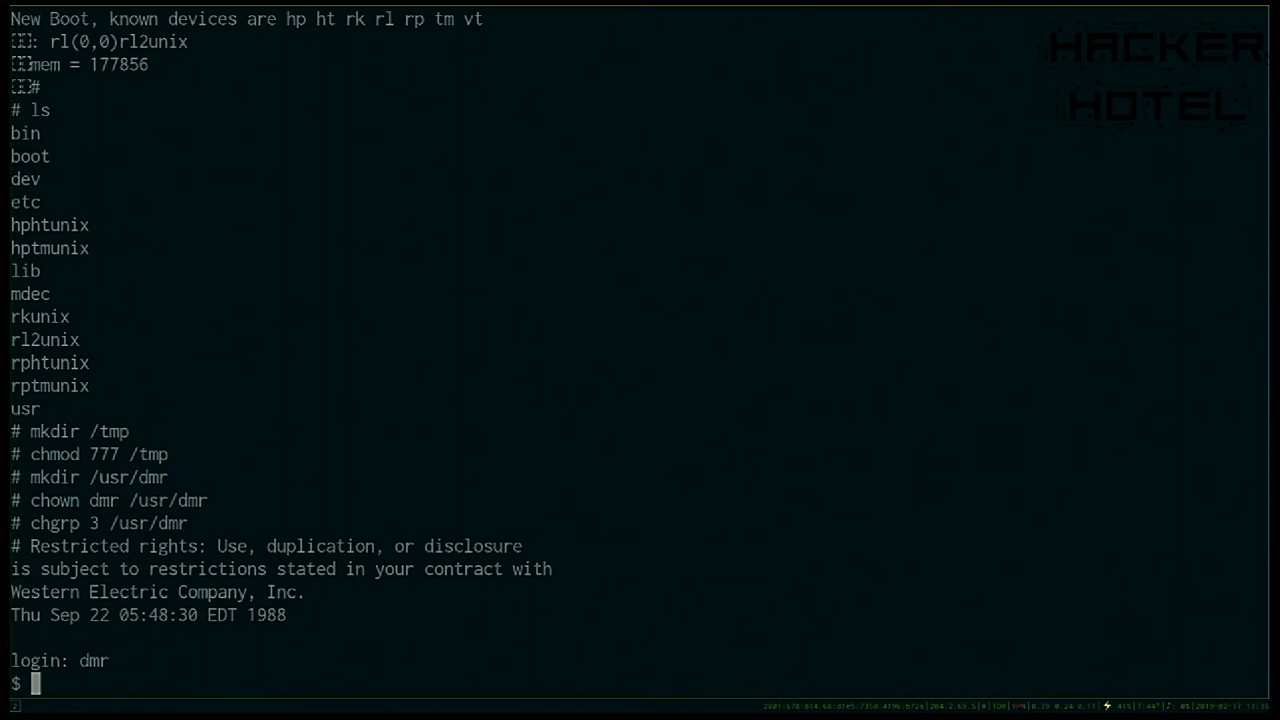 New Boot, known devices are hp ht rk rl rp tm vt
: rl(0,0)rl2unix
mem = 177856
#
# ls
bin
boot
dev
etc
hphtunix
hptmunix
lib
mdec
rkunix
rl2unix
rphtunix
rptmunix
usr
# mkdir /tmp
# chmod 777 /tmp
# mkdir /usr/dmr
# chown dmr /usr/dmr
# chgrp 3 /usr/dmr
# Restricted rights: Use, duplication, or disclosure
is subject to restrictions stated in your contract with
Western Electric Company, Inc.
Thu Sep 22 05:48:30 EDT 1988
login: dmr
$
HACKER
HOTEL